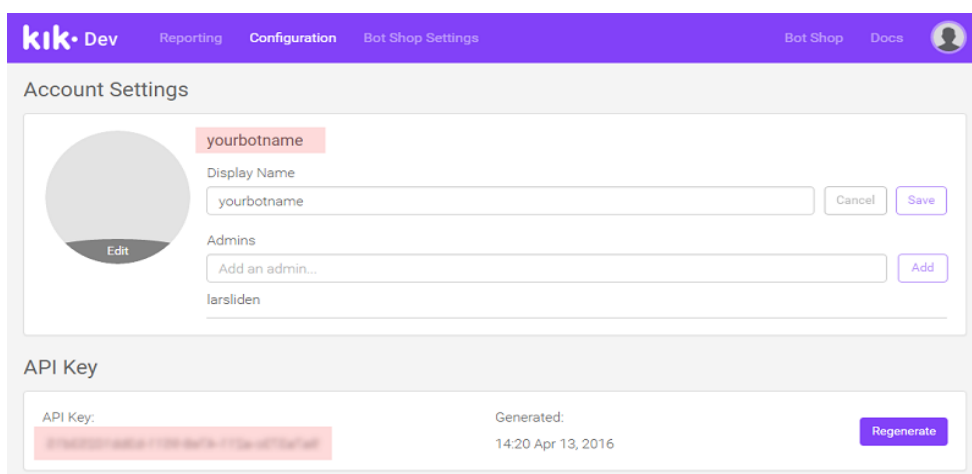 kik· Dev Reporting Configuration Bot Shop Settings Bot Shop Docs
Account Settings
yourbotname
Display Name
yourbotname Cancel Save
Edit
Admins
Add an admin... Add
larsliden
API Key
API Key: Generated:
14:20 Apr 13, 2016 Regenerate